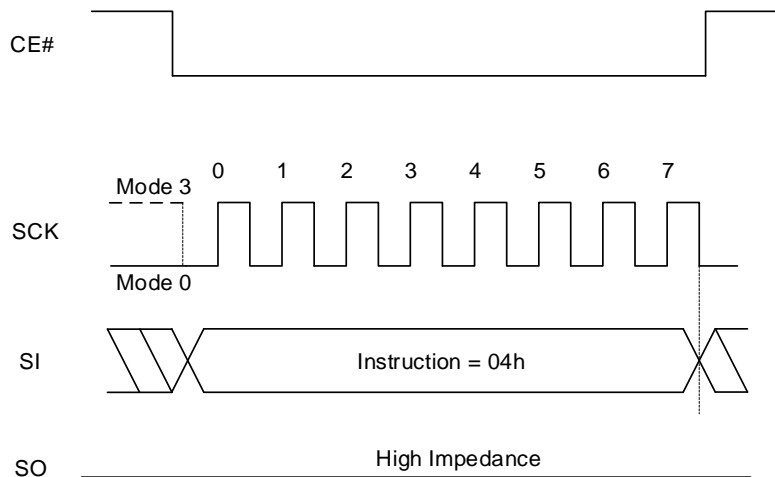 CE#
0 1 2 3 4 5 6 7
Mode 3
SCK
Mode 0
SI
Instruction = 04h
High Impedance
SO